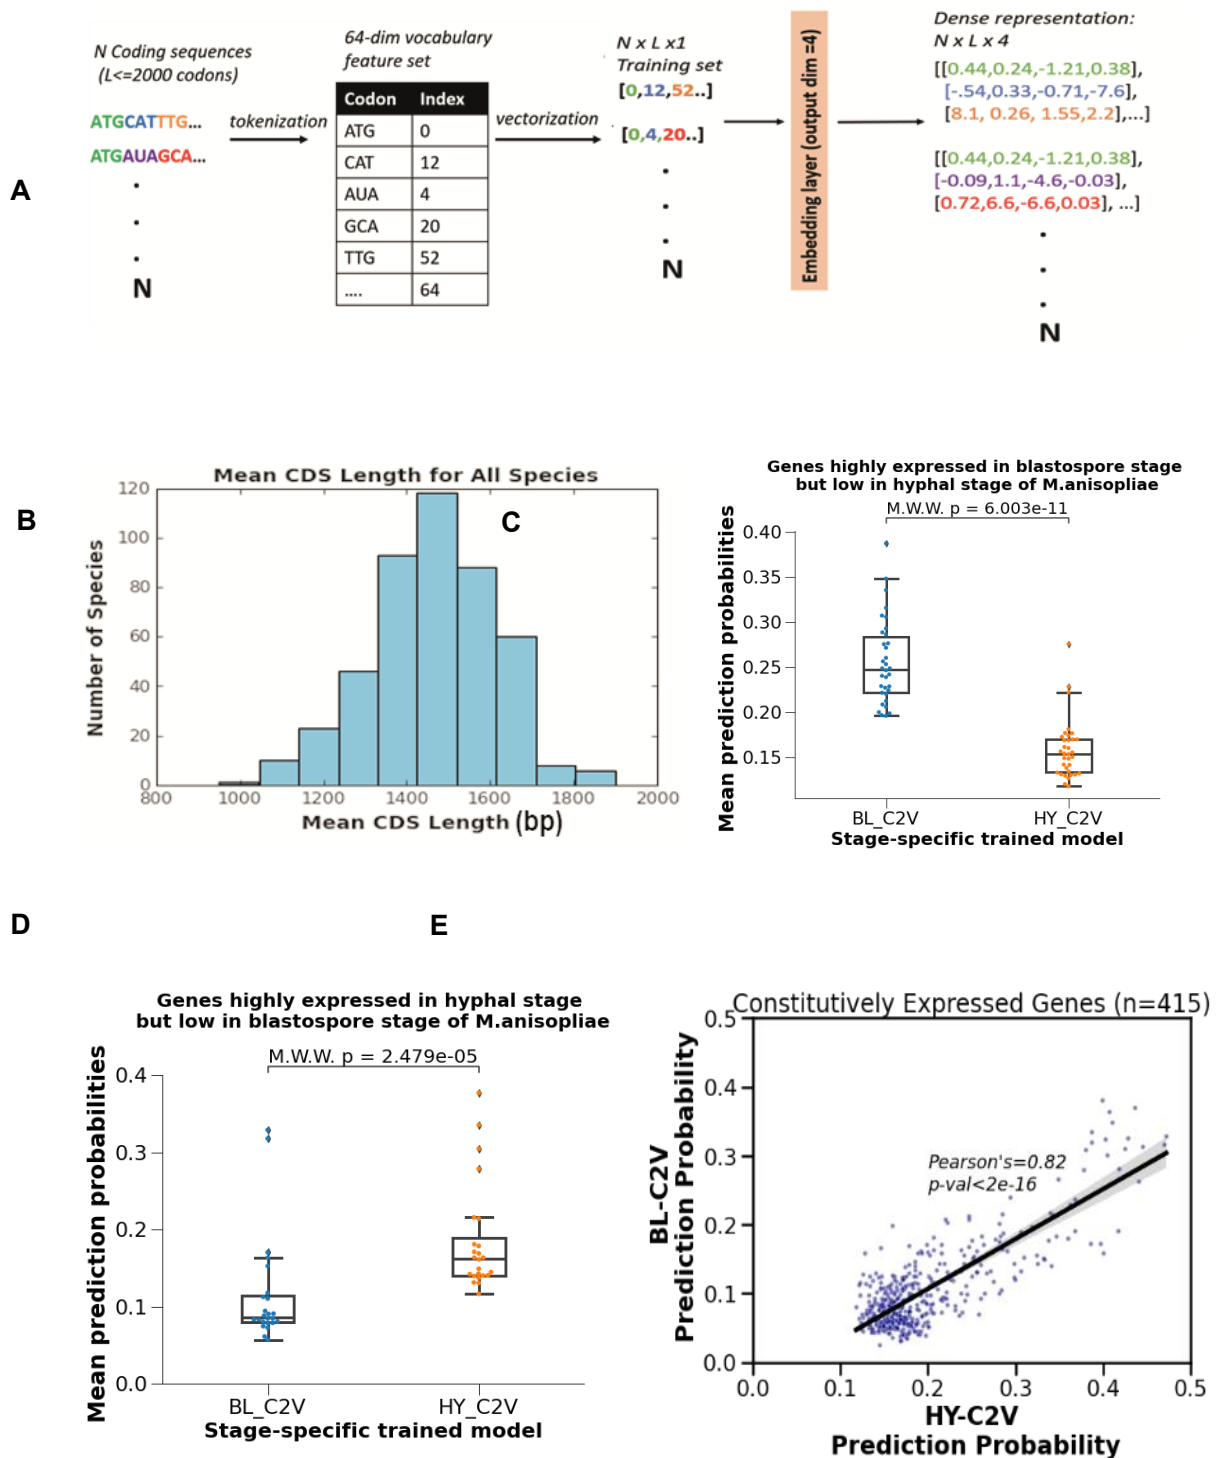 A
N Coding sequences
(L<=2000 codons)
ATGCATTTG...
ATGAUAGCA...
N
tokenization
64-dim vocabulary
feature set
Codon Index
ATG 0
CAT 12
AUA 4
GCA 20
TTG 52
.... 64
vectorization
N x L x1
Training set
[0,12,52..]
[0,4,20..]
N
Embedding layer (output dim =4)
Dense representation:
N x L x 4
[[0.44,0.24,-1.21,0.38],
[-.54,0.33,-0.71,-7.6],
[8.1, 0.26, 1.55,2.2],...]
[[0.44,0.24,-1.21,0.38],
[-0.09,1.1,-4.6,-0.03],
[0.72,6.6,-6.6,0.03], ...]
N
B
Mean CDS Length for All Species
Number of Species
120
100
80
60
40
20
0
800 1000 1200 1400 1600 1800 2000
Mean CDS Length (bp)
C
Genes highly expressed in blastospore stage
but low in hyphal stage of M.anisopliae
M.W.W. p = 6.003e-11
Mean prediction probabilities
0.40
0.35
0.30
0.25
0.20
0.15
BL_C2V HY_C2V
Stage-specific trained model
D
Genes highly expressed in hyphal stage
but low in blastospore stage of M.anisopliae
M.W.W. p = 2.479e-05
Mean prediction probabilities
0.4
0.3
0.2
0.1
0.0
BL_C2V HY_C2V
Stage-specific trained model
E
Constitutively Expressed Genes (n=415)
BL-C2V
Prediction Probability
0.5
0.4
0.3
0.2
0.1
0.0
Pearson's=0.82
p-val<2e-16
0.0 0.1 0.2 0.3 0.4 0.5
HY-C2V
Prediction Probability